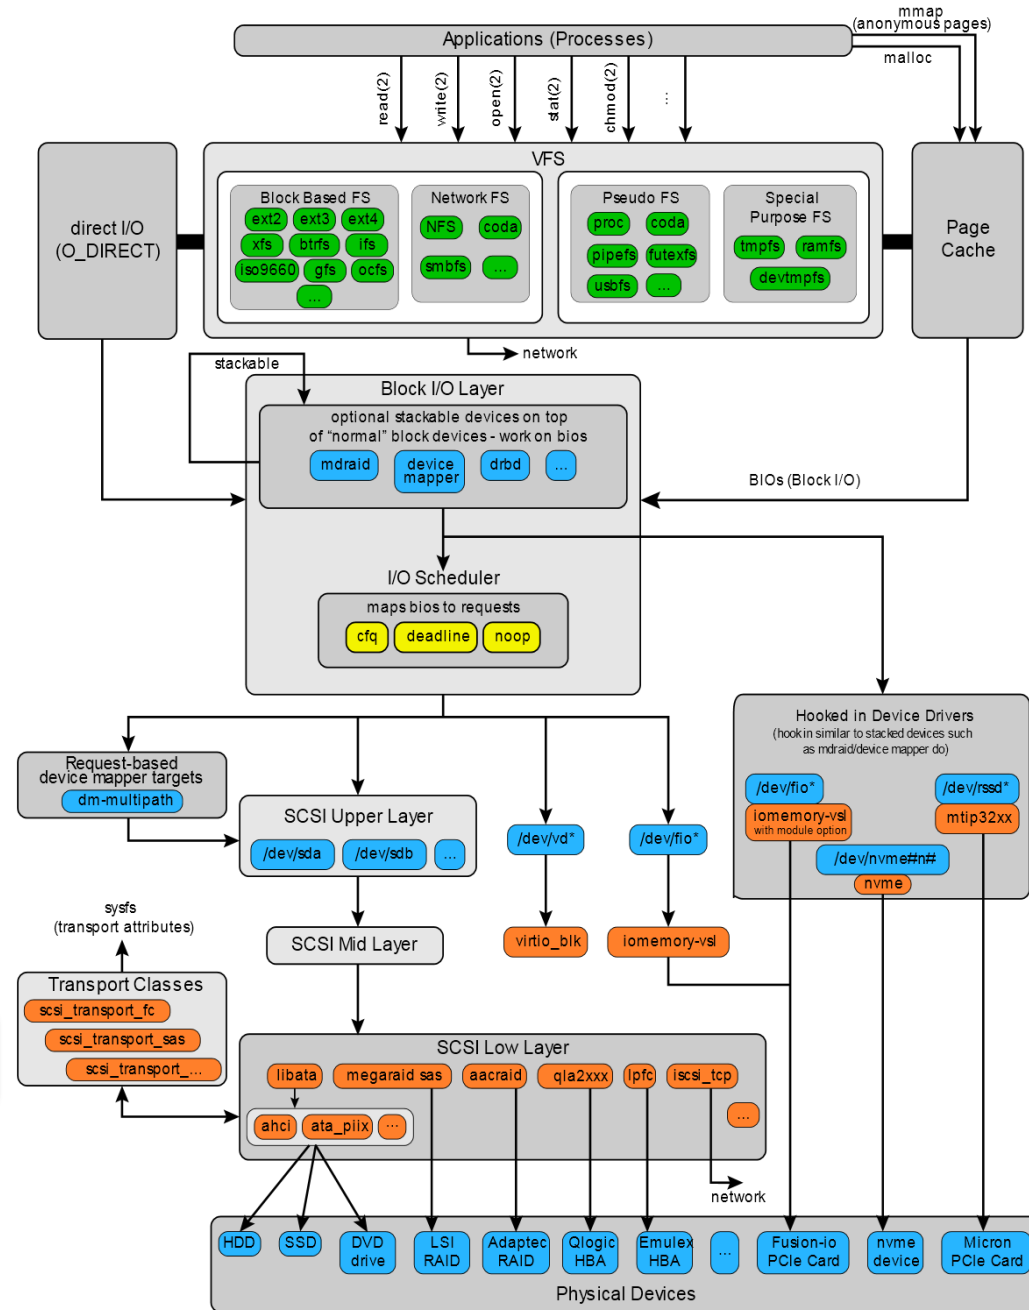 mmap
(anonymous pages)
Applications (Processes)
malloc
read(2)
write(2)
open(2)
stat(2)
chmod(2)
...
VFS
direct I/O
(O_DIRECT)
Block Based FS
ext2
ext3
ext4
xfs
btrfs
ifs
iso9660
gfs
ocfs
...
Network FS
NFS
coda
smbfs
...
Pseudo FS
proc
coda
pipefs
futexfs
usbfs
...
Special
Purpose FS
tmpfs
ramfs
devtmpfs
Page
Cache
network
stackable
Block I/O Layer
optional stackable devices on top
of “normal” block devices - work on bios
mdraid
device
mapper
drbd
...
BIOs (Block I/O)
I/O Scheduler
maps bios to requests
cfq
deadline
noop
Hooked in Device Drivers
(hook in similar to stacked devices such
as mdraid/device mapper do)
/dev/fio*
iomemory-vsl
with module option
/dev/rssd*
mtip32xx
/dev/nvme#n#
nvme
Request-based
device mapper targets
dm-multipath
SCSI Upper Layer
/dev/sda
/dev/sdb
...
/dev/vd*
/dev/fio*
sysfs
(transport attributes)
SCSI Mid Layer
virtio_blk
iomemory-vsl
Transport Classes
scsi_transport_fc
scsi_transport_sas
scsi_transport_...
SCSI Low Layer
libata
megaraid sas
aacraid
qla2xxx
lpfc
iscsi_tcp
...
ahci
ata_piix
...
network
HDD
SSD
DVD
drive
LSI
RAID
Adaptec
RAID
Qlogic
HBA
Emulex
HBA
...
Fusion-io
PCIe Card
nvme
device
Micron
PCIe Card
Physical Devices